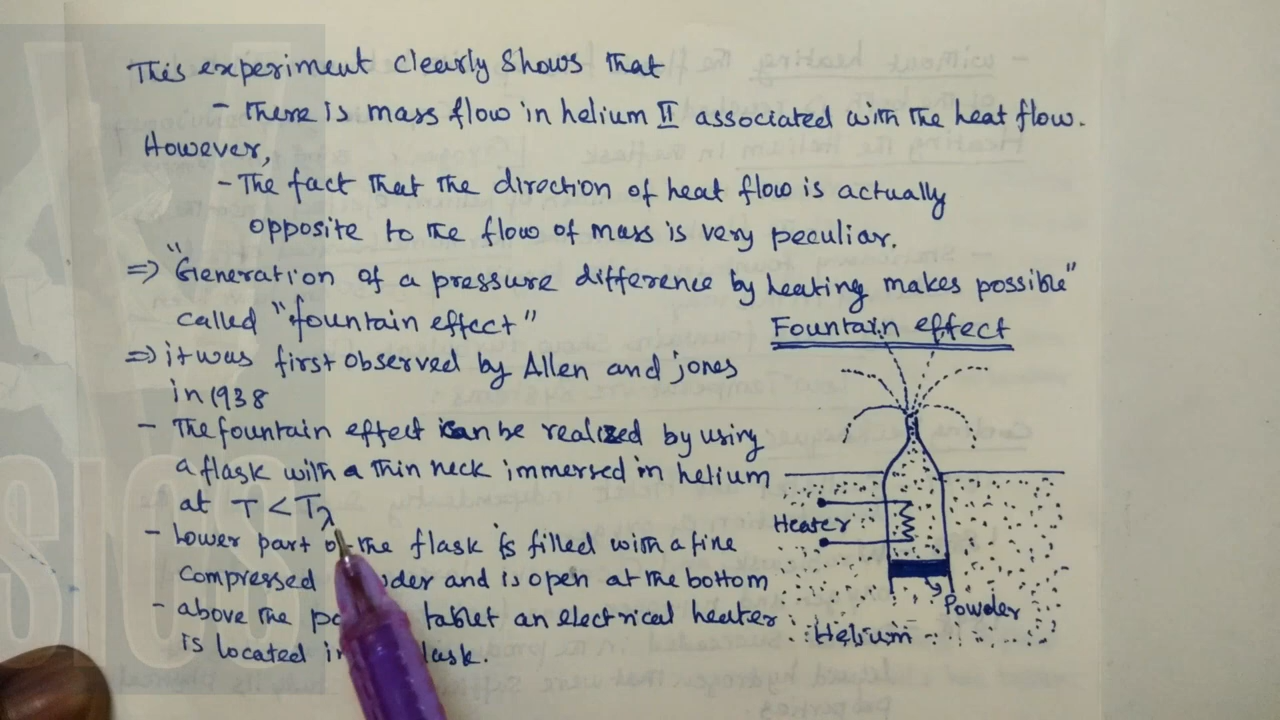 This experiment clearly shows that
- There is mass flow in helium II associated with the heat flow.
However,
- The fact that the direction of heat flow is actually
opposite to the flow of mass is very peculiar.
⇒ "Generation of a pressure difference by heating makes possible"
called "fountain effect"
⇒ it was first observed by Allen and jones
in 1938
- The fountain effect can be realized by using
a flask with a thin neck immersed in helium
at T < Tλ
- lower part of the flask is filled with a fine
compressed der and is open at the bottom
- above the po tablet an electrical heater
is located in lask.
Fountain effect
Heater
Powder
Helium
SICS